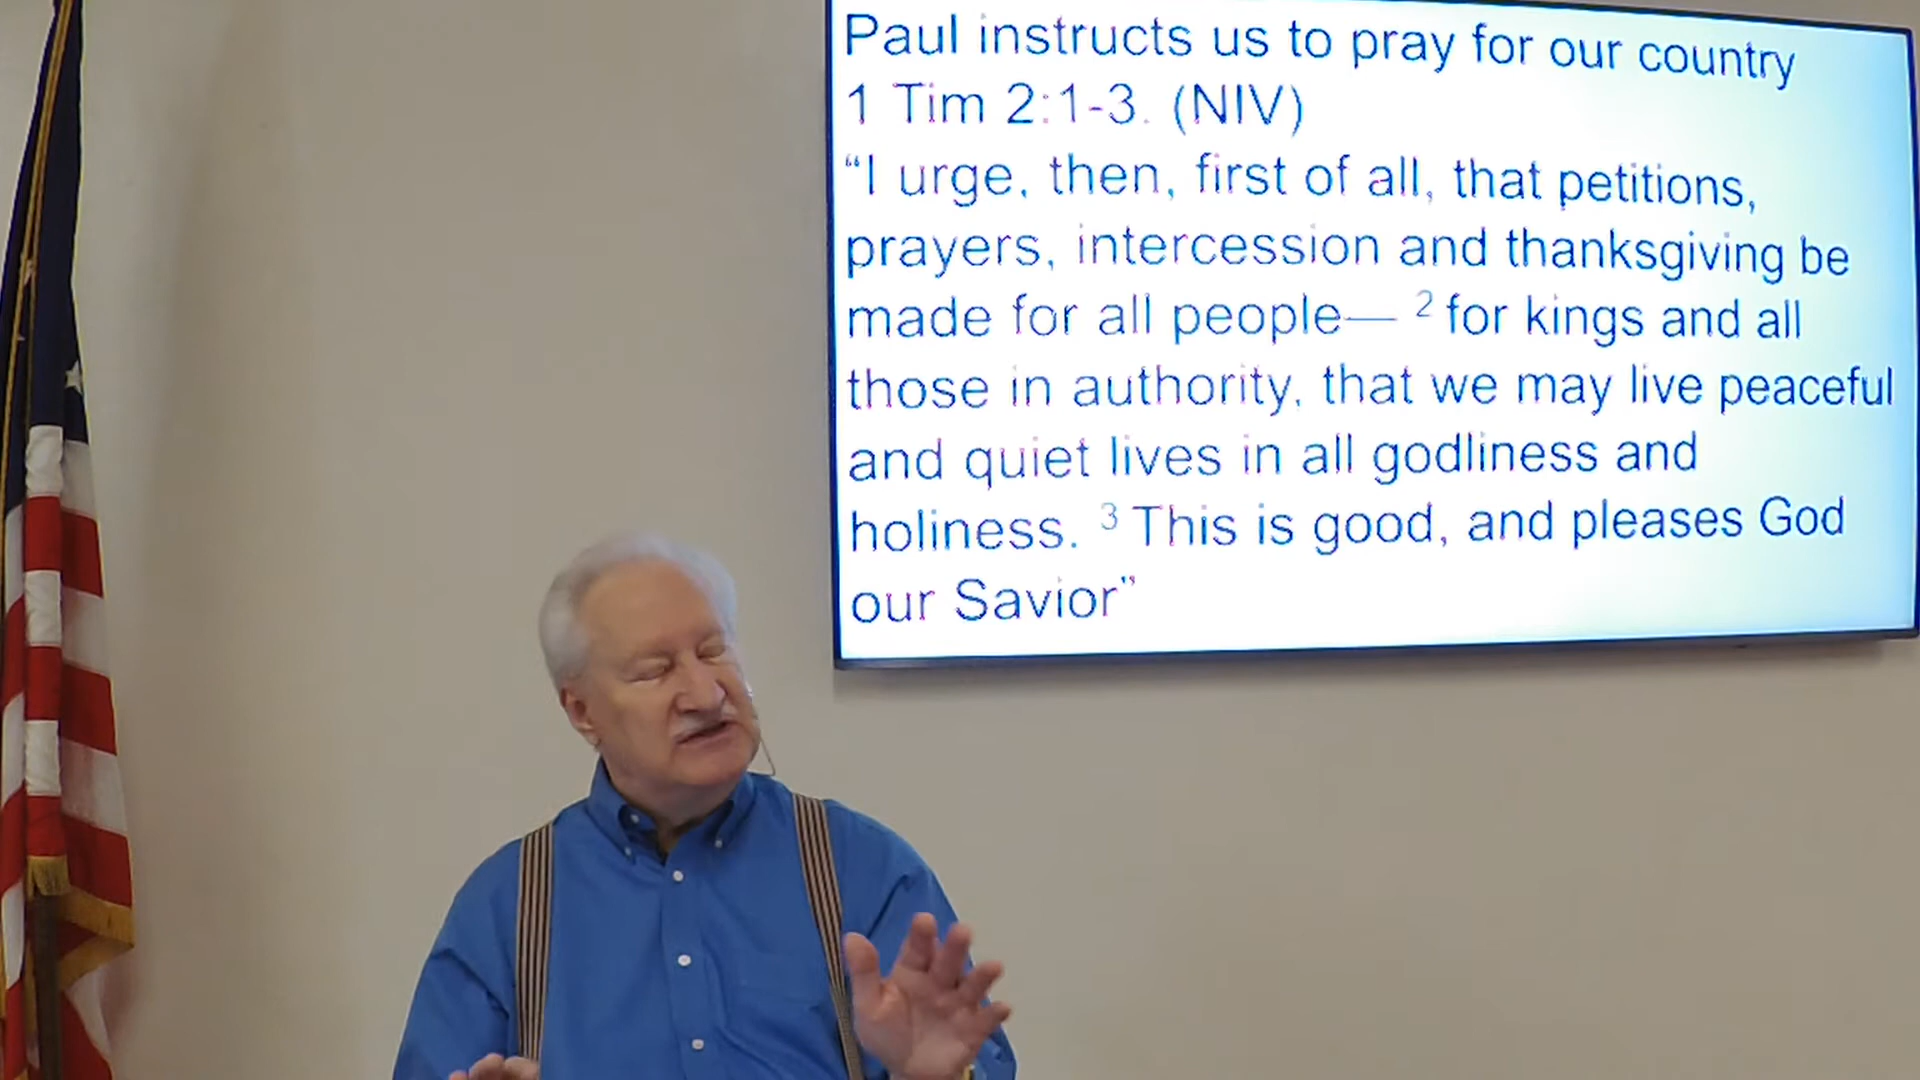 Paul instructs us to pray for our country
1 Tim 2:1-3. (NIV)
“I urge, then, first of all, that petitions,
prayers, intercession and thanksgiving be
made for all people— ² for kings and all
those in authority, that we may live peaceful
and quiet lives in all godliness and
holiness. ³ This is good, and pleases God
our Savior”